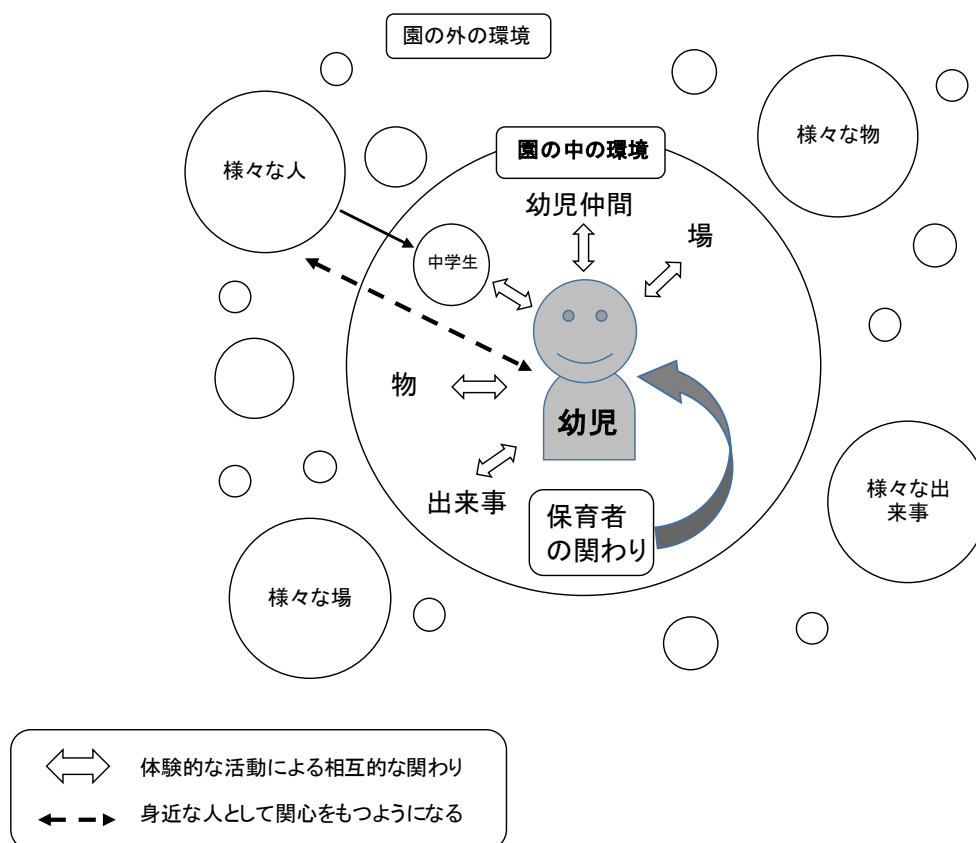 園の外の環境
様々な人
様々な物
園の中の環境
幼児仲間
場
中学生
物
幼児
出来事
保育者
の関わり
様々な出
来事
様々な場
体験的な活動による相互的な関わり
身近な人として関心をもつようになる